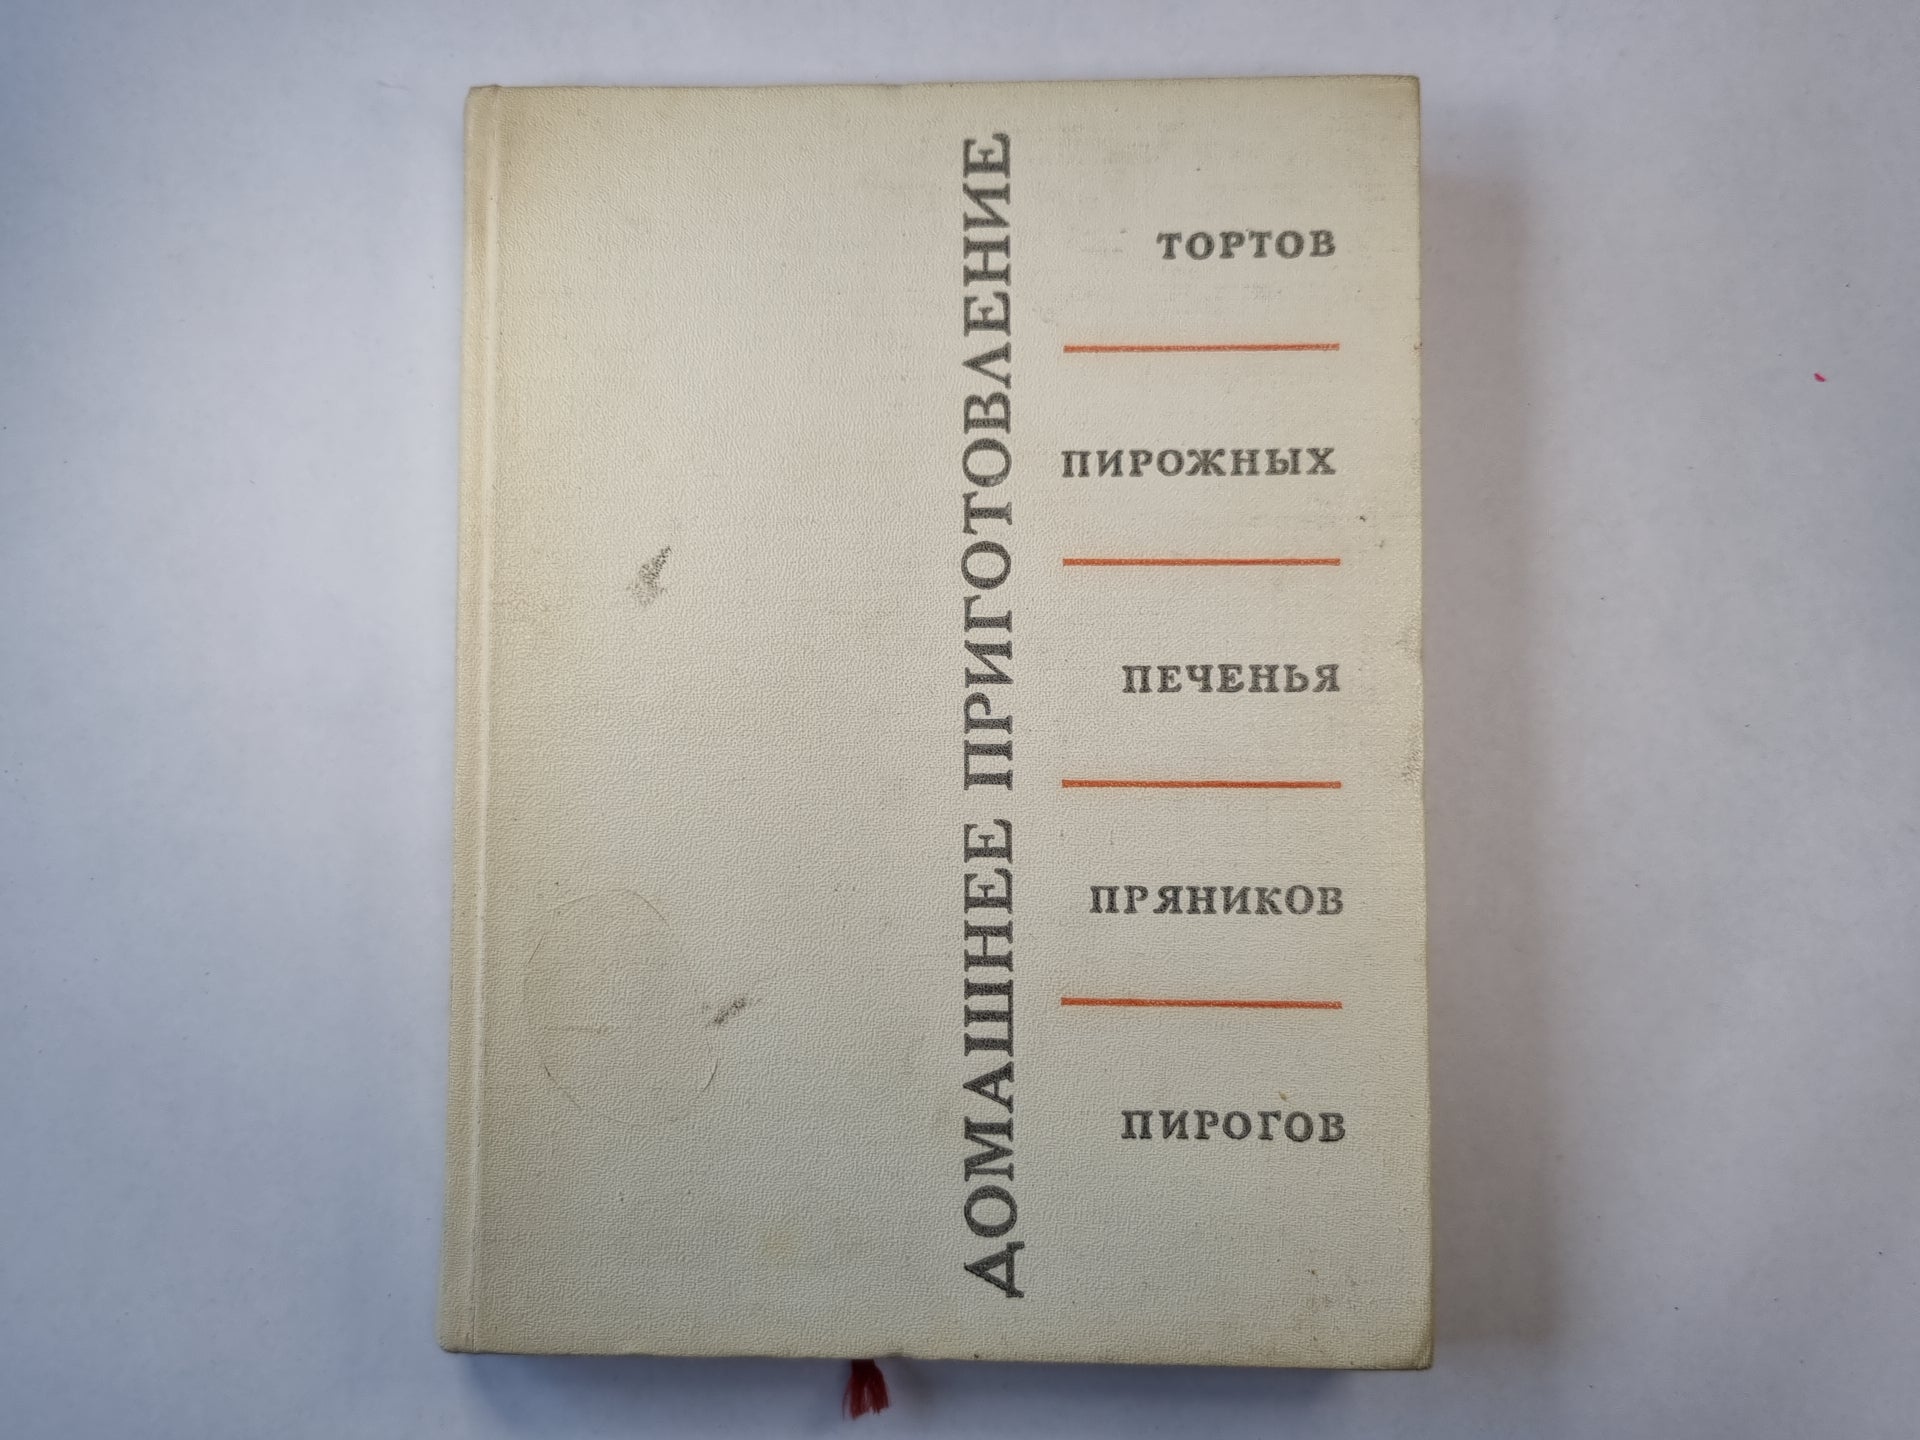 ДОМАШНЕЕ ПРИГОТОВЛЕНИЕ
ТОРТОВ
ПИРОЖНЫХ
ПЕЧЕНЬЯ
ПРЯНИКОВ
ПИРОГОВ